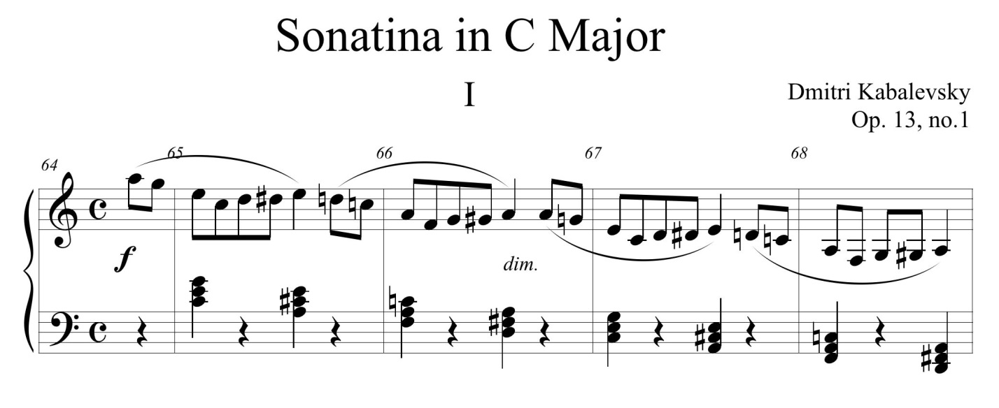 Sonatina in C Major
I
Dmitri Kabalevsky
Op. 13, no.1
64 65 66 67 68
f
dim.